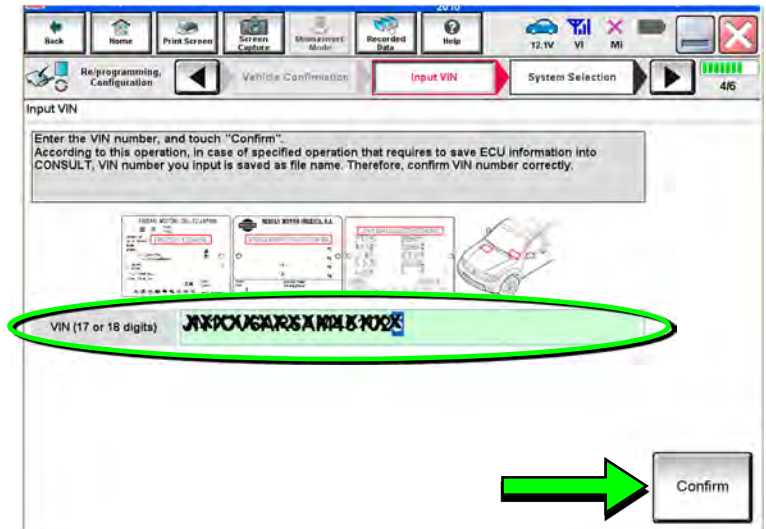 2010
Back
Home
Print Screen
Screen Capture
Measurement Mode
Recorded Data
Help
12.1V
VI
MI
Re/programming, Configuration
Vehicle Confirmation
Input VIN
System Selection
4/6
Input VIN
Enter the VIN number, and touch "Confirm".
According to this operation, in case of specified operation that requires to save ECU information into
CONSULT, VIN number you input is saved as file name. Therefore, confirm VIN number correctly.
VIN (17 or 18 digits)
Confirm